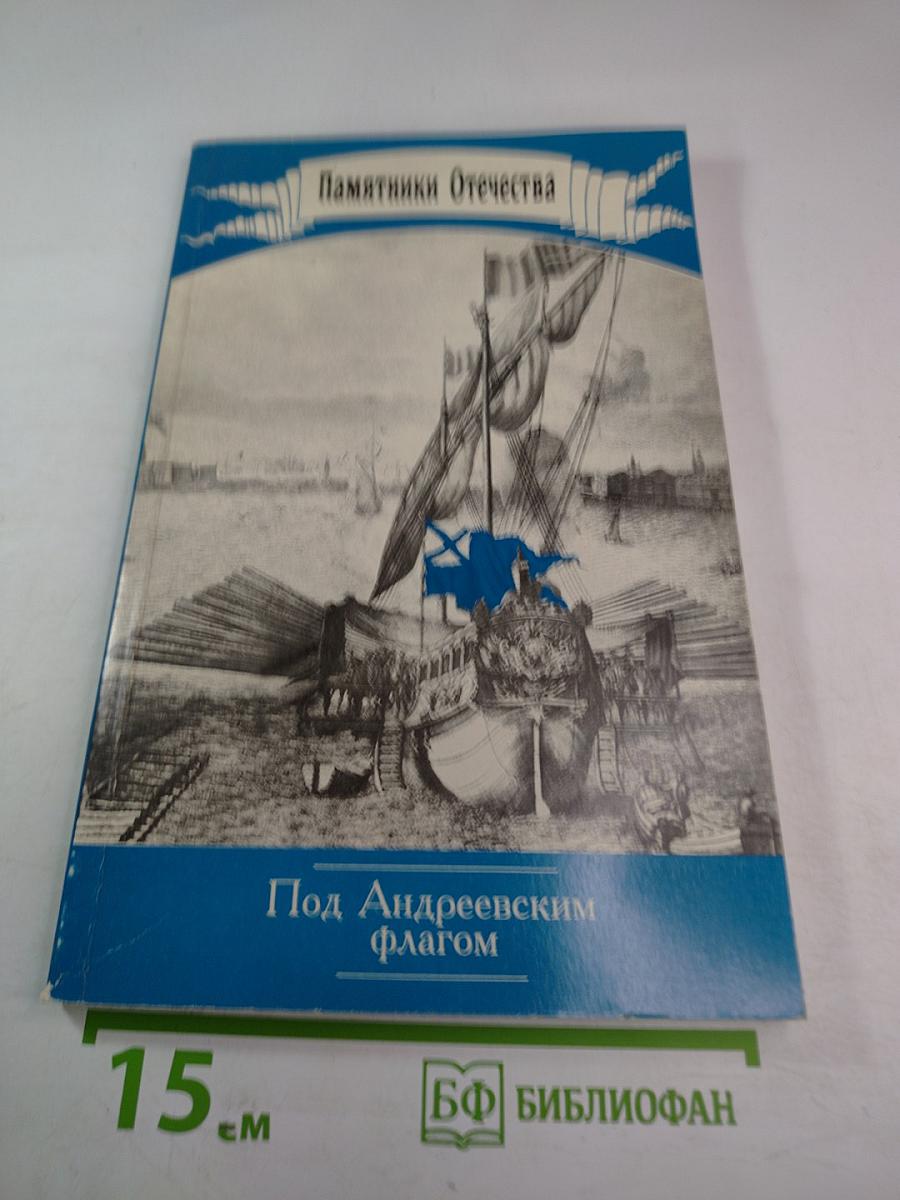 Памятники Отечества
Под Андреевским
флагом
15 см
БФ БИБЛИОФАН